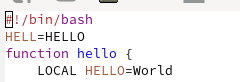 #!/bin/bash
HELL=HELLO
function hello {
    LOCAL HELLO=World